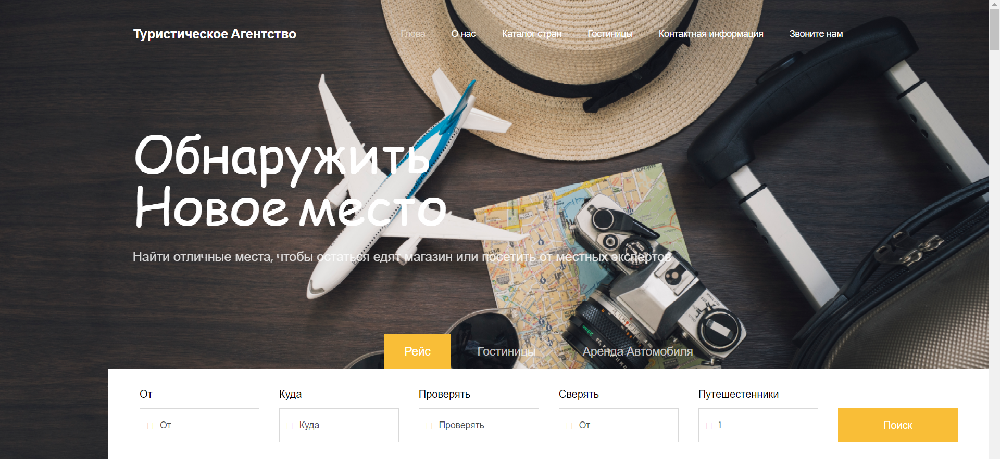 Туристическое Агентство
Глова О нас Каталог стран Гостиницы Контактная информация Звоните нам
Обнаружить
Новое место
Найти отличные места, чтобы остаться едят магазин или посетить от местных экспертов
Рейс Гостиницы Аренда Автомобиля
От Куда Проверять Сверять Путешестенники
От Куда Проверять От 1 Поиск